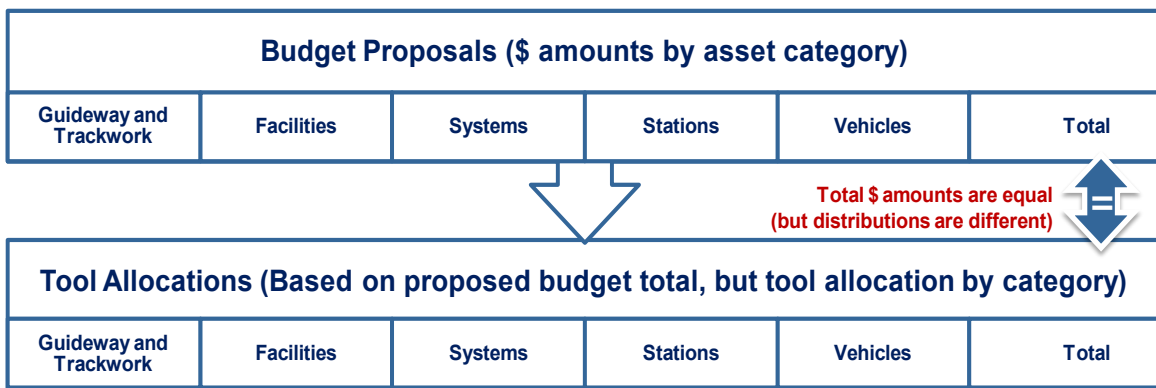 Budget Proposals ($ amounts by asset category)
Guideway and
Trackwork
Facilities
Systems
Stations
Vehicles
Total
Total $ amounts are equal
(but distributions are different)
=
Tool Allocations (Based on proposed budget total, but tool allocation by category)
Guideway and
Trackwork
Facilities
Systems
Stations
Vehicles
Total